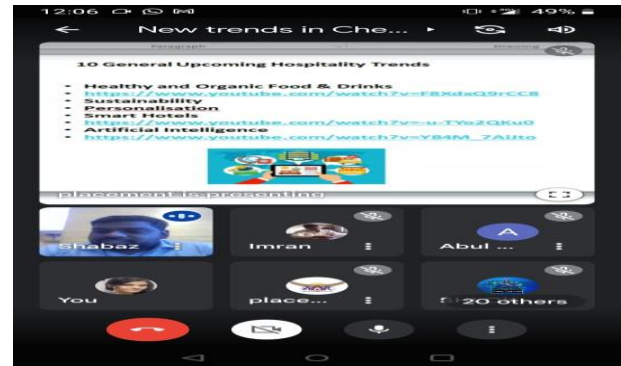 12:06
49%
New trends in Che...
Paragraph
Drawing
10 General Upcoming Hospitality Trends
• Healthy and Organic Food & Drinks
• https://www.youtube.com/watch?v=F8XdxQ9rCC8
• Sustainability
• Personalisation
• Smart Hotels
• https://www.youtube.com/watch?v=-u-TYo2QKu0
• Artificial Intelligence
• https://www.youtube.com/watch?v=Y84M_7AiJto
placement is presenting
Shabaz
Imran
A
Abul ...
You
place...
20 others